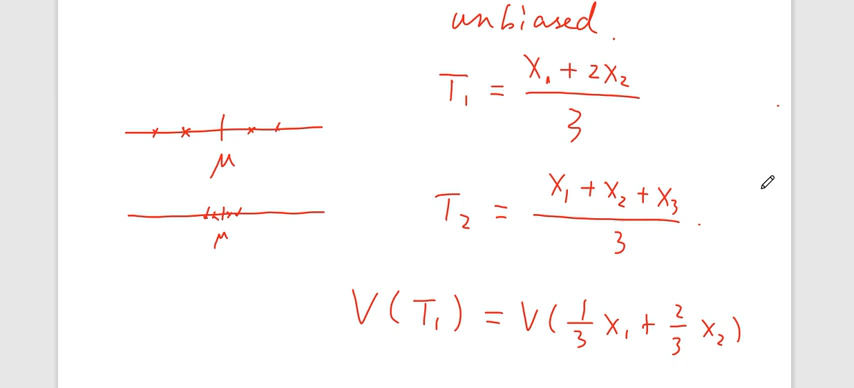 unbiased.
T₁ = (X₁ + 2X₂) / 3
μ
T₂ = (X₁ + X₂ + X₃) / 3.
μ
V(T₁) = V(1/3 X₁ + 2/3 X₂)